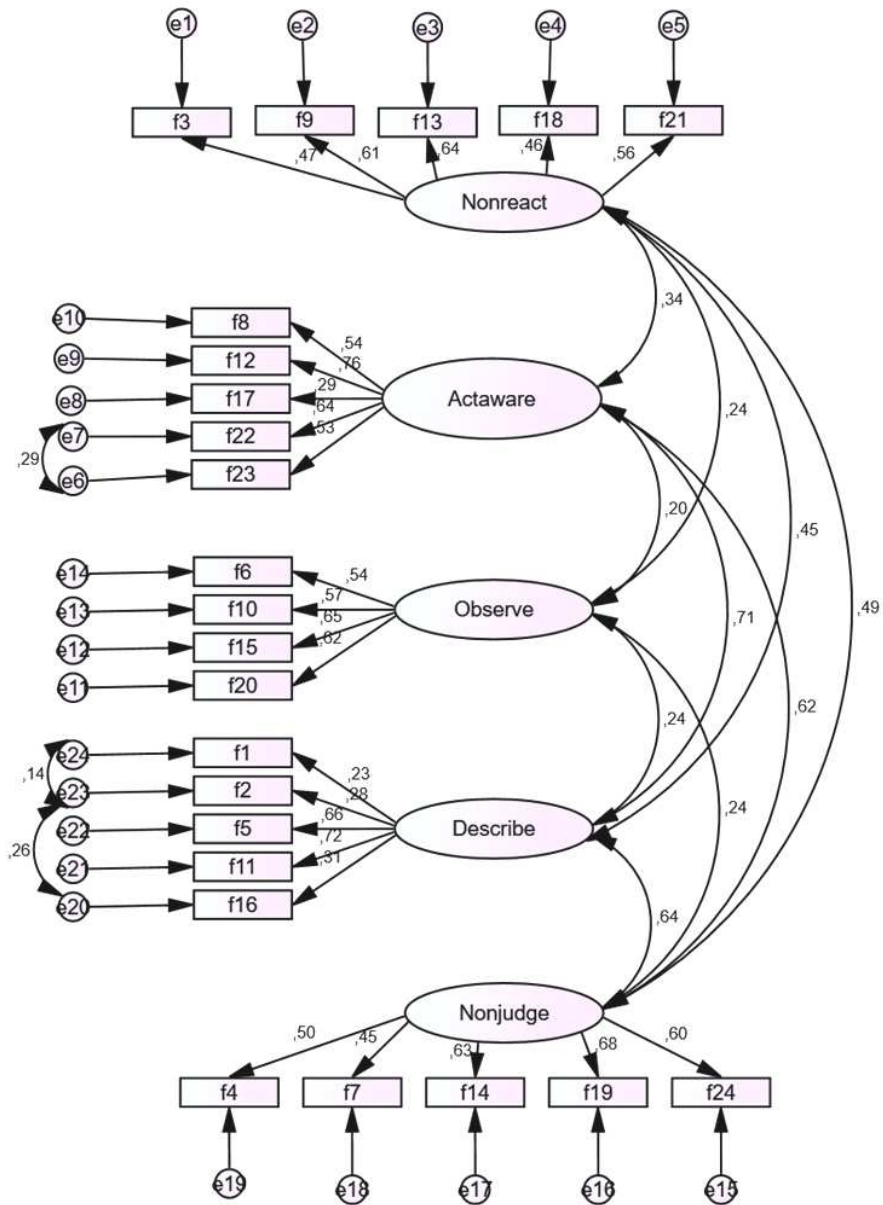 e1 e2 e3 e4 e5
f3 f9 f13 f18 f21
,47 ,61 ,64 ,46 ,56
Nonreact
,34
e10 f8
,54
e9 f12
,76
e8 f17
,29
Actaware
,64
e7 f22
,53
,29
e6 f23
,24
,20
,45
e14 f6
,54
e13 f10
,57
Observe
,65
e12 f15
,62
e11 f20
,49
,71
,62
,24
e24 f1
,23
,14
e23 f2
,28
e22 f5
,66
Describe
,72
,26
e21 f11
,31
e20 f16
,24
,64
Nonjudge
,50 ,45 ,63 ,68 ,60
f4 f7 f14 f19 f24
e19 e18 e17 e16 e15